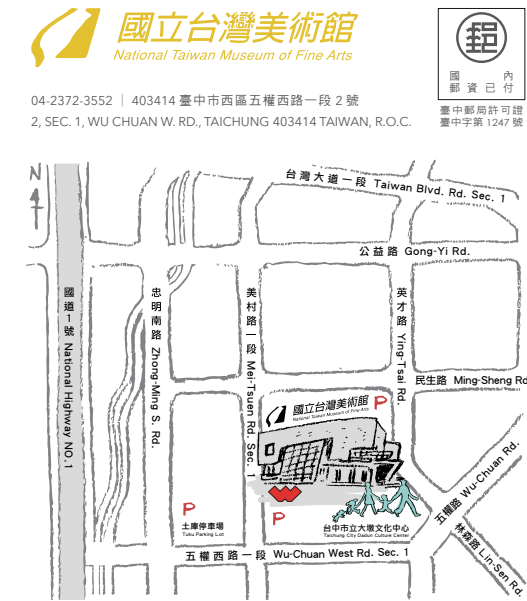 國立台灣美術館
National Taiwan Museum of Fine Arts
國內
郵資已付
臺中郵局許可證
臺中字第 1247 號
04-2372-3552 | 403414 臺中市西區五權西路一段 2 號
2, SEC. 1, WU CHUAN W. RD., TAICHUNG 403414 TAIWAN, R.O.C.
N
台灣大道一段 Taiwan Blvd. Rd. Sec. 1
公益路 Gong-Yi Rd.
國道1號 National Highway NO.1
忠明南路 Zhong-Ming S. Rd.
美村路一段 Mei-Tsuen Rd. Sec. 1
英才路 Ying-Tsai Rd.
民生路 Ming-Sheng Rd
國立台灣美術館
National Taiwan Museum of Fine Arts
P
五權路 Wu-Chuan Rd.
P
土庫停車場
Tuku Parking Lot
P
台中市立大墩文化中心
Taichung City Dadun Culture Center
林森路 Lin-Sen Rd.
五權西路一段 Wu-Chuan West Rd. Sec. 1